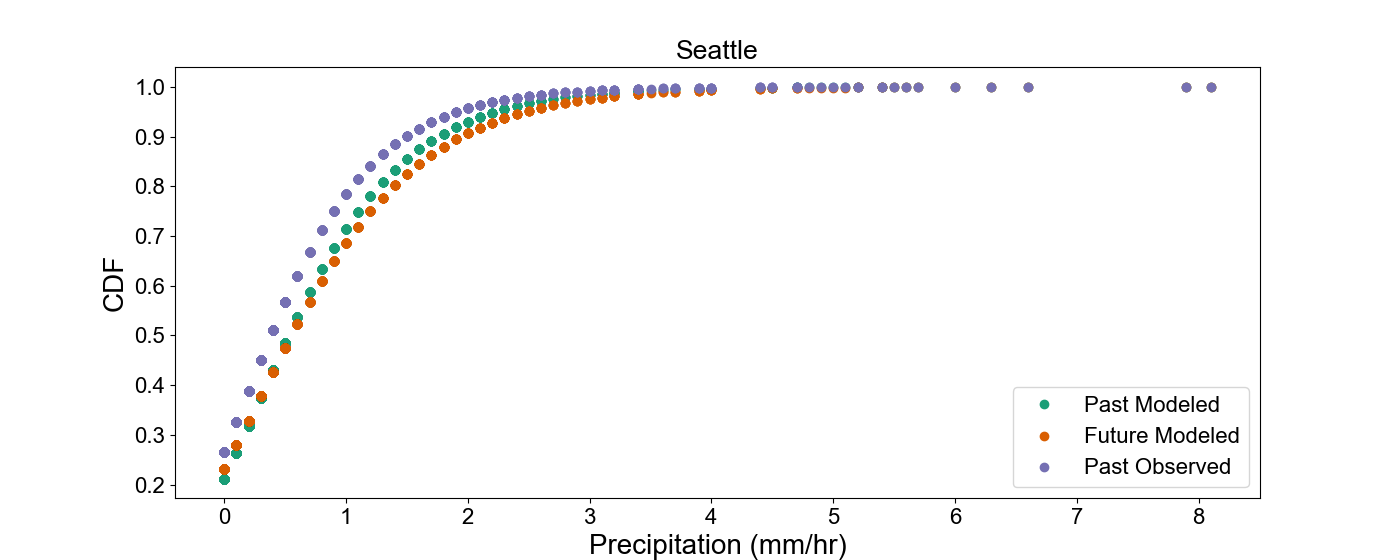 Seattle
CDF
1.0
0.9
0.8
0.7
0.6
0.5
0.4
0.3
0.2
Past Modeled
Future Modeled
Past Observed
0 1 2 3 4 5 6 7 8
Precipitation (mm/hr)